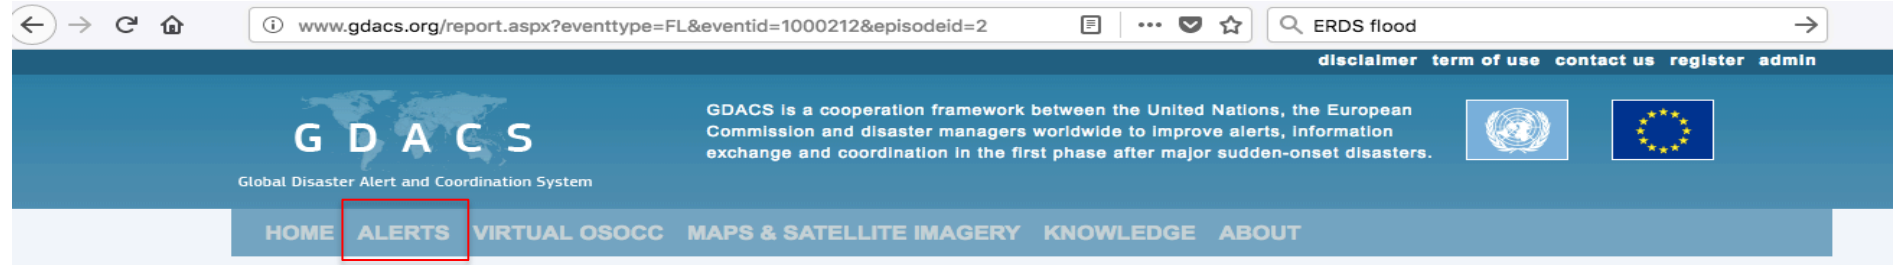 www.gdacs.org/report.aspx?eventtype=FL&eventid=1000212&episodeid=2
ERDS flood
disclaimer term of use contact us register admin
GDACS
Global Disaster Alert and Coordination System
GDACS is a cooperation framework between the United Nations, the European
Commission and disaster managers worldwide to improve alerts, information
exchange and coordination in the first phase after major sudden-onset disasters.
HOME ALERTS VIRTUAL OSOCC MAPS & SATELLITE IMAGERY KNOWLEDGE ABOUT